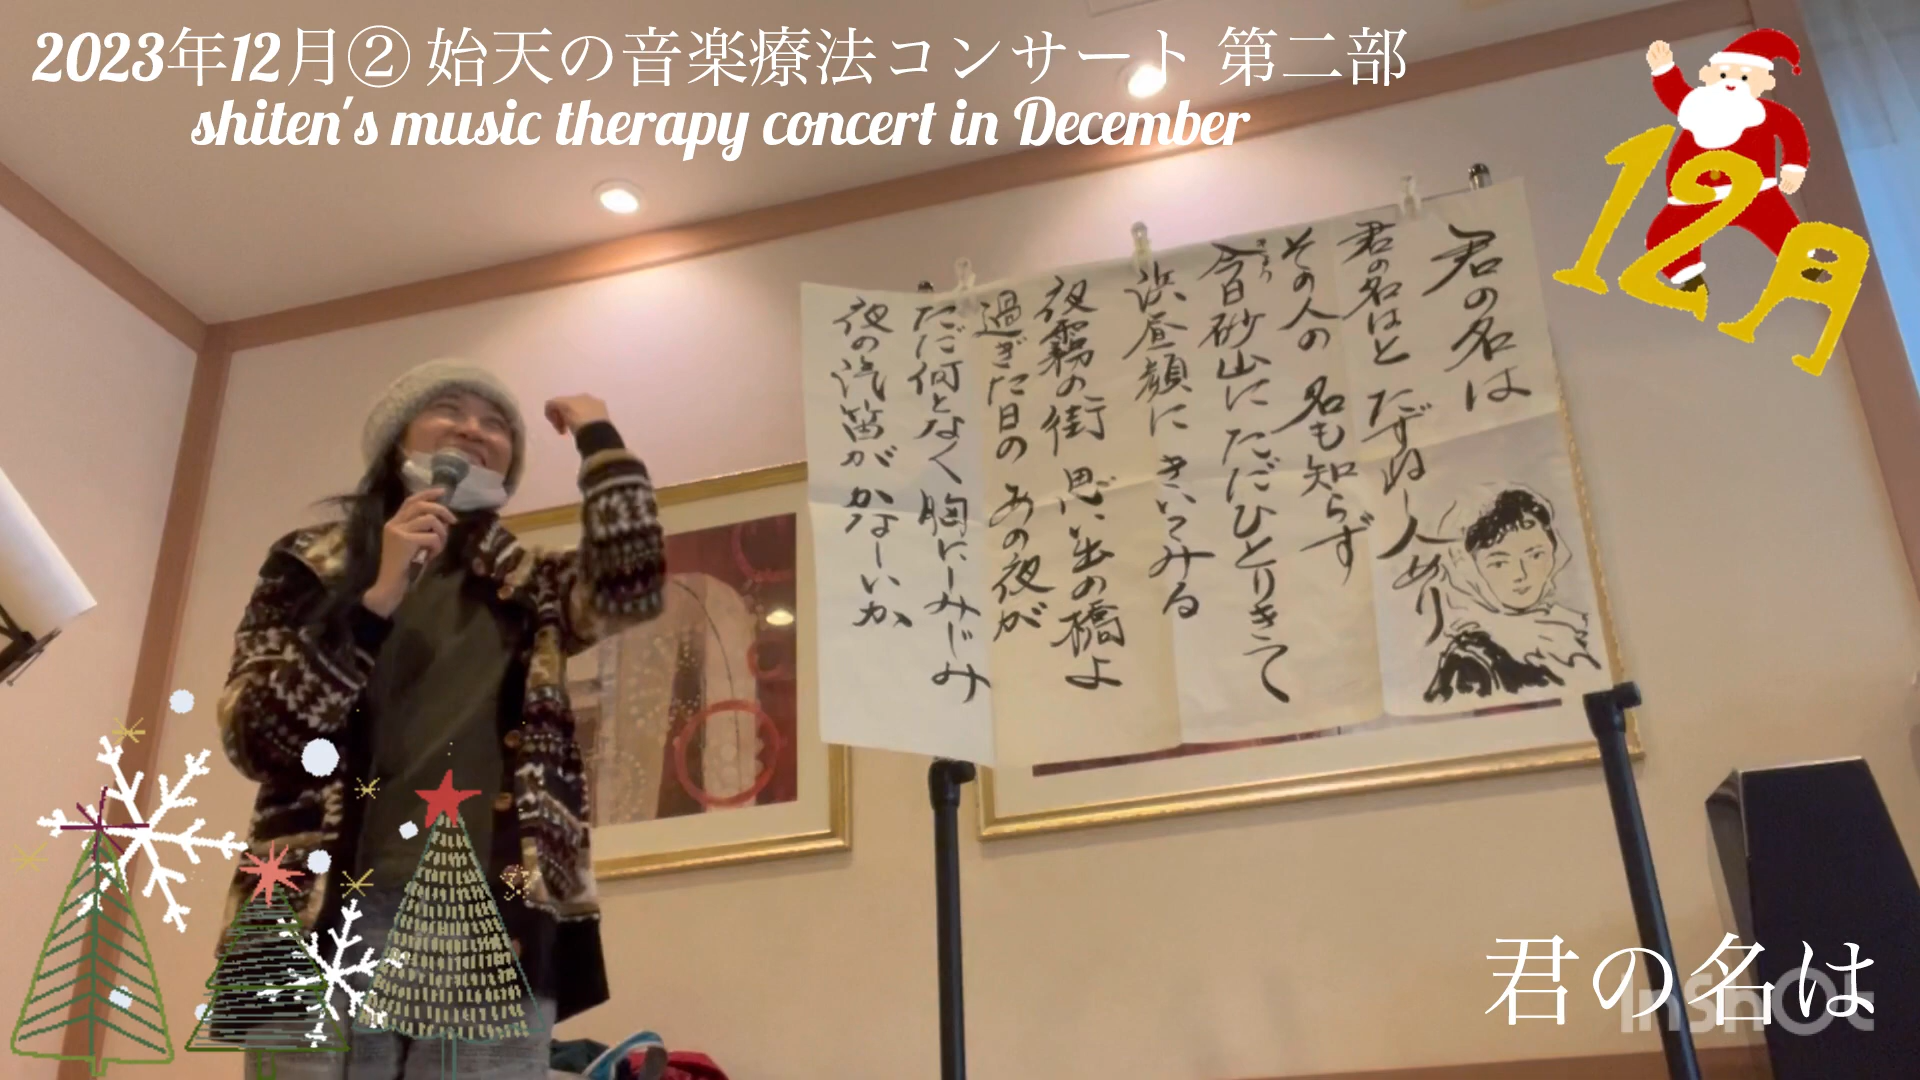 2023年12月② 始天の音楽療法コンサート 第二部
shiten's music therapy concert in December
12月
君の名は
君の名はと たずねし人あり
その人の 名も知らず
今日砂山に ただひとりきて
きょう
浜昼顔に きいてみる
夜霧の街 思い出の橋よ
過ぎた日の あの夜が
ただ何となく 胸にしみじみ
夜の汽笛が かなしいか
君の名は
InShOt